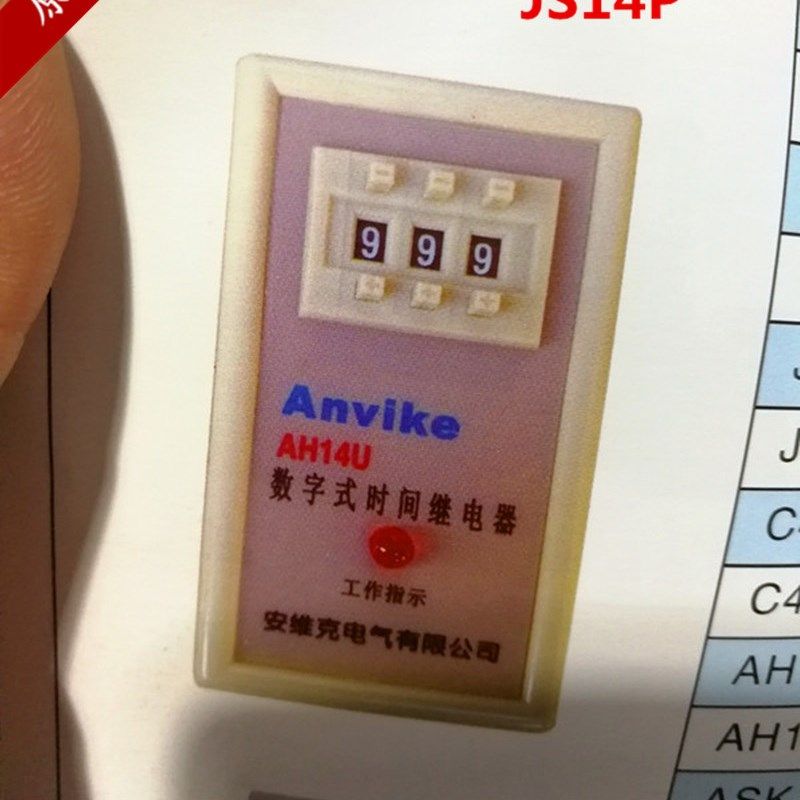 JS14P
999
Anvike
AH14U
数字式时间继电器
工作指示
安维克电气有限公司
J
C
C4
AH
AH1
ASK